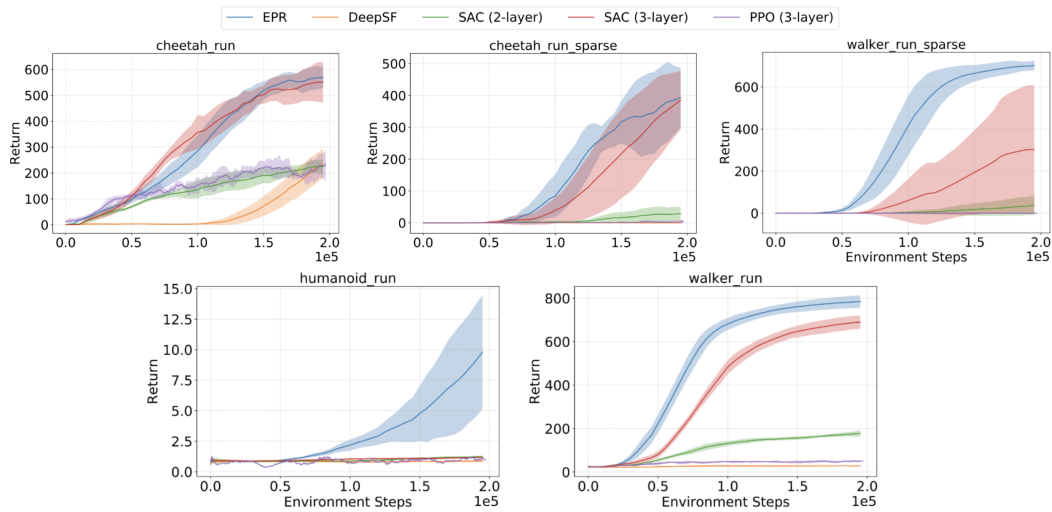 EPR DeepSF SAC (2-layer) SAC (3-layer) PPO (3-layer)
cheetah_run
Return
600
500
400
300
200
100
0
0.0 0.5 1.0 1.5 2.0
1e5
cheetah_run_sparse
Return
500
400
300
200
100
0
0.0 0.5 1.0 1.5 2.0
1e5
walker_run_sparse
Return
600
400
200
0
0.0 0.5 1.0 1.5 2.0
Environment Steps 1e5
humanoid_run
Return
15.0
12.5
10.0
7.5
5.0
2.5
0.0
0.0 0.5 1.0 1.5 2.0
Environment Steps 1e5
walker_run
Return
800
600
400
200
0
0.0 0.5 1.0 1.5 2.0
Environment Steps 1e5